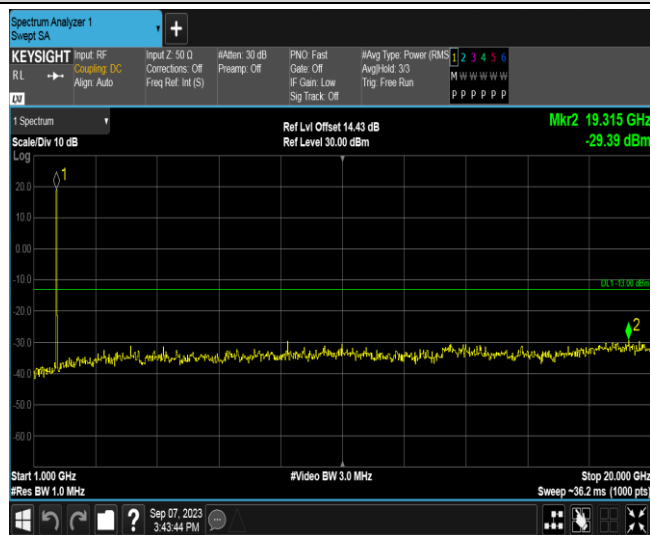 Spectrum Analyzer 1
Swept SA
+
KEYSIGHT
Input: RF
Coupling: DC
Align: Auto
Input Z: 50 Ω
Corrections: Off
Freq Ref: Int (S)
#Atten: 30 dB
Preamp: Off
PNO: Fast
Gate: Off
IF Gain: Low
Sig Track: Off
#Avg Type: Power (RMS
Avg|Hold: 3/3
Trig: Free Run
1 2 3 4 5 6
M W W W W W
P P P P P P
R L
LXI
1 Spectrum
Scale/Div 10 dB
Log
Ref Lvl Offset 14.43 dB
Ref Level 30.00 dBm
Mkr2 19.315 GHz
-29.39 dBm
1
20.0
10.0
0.00
-10.0
DL1 -13.00 dBm
-20.0
2
-30.0
-40.0
-50.0
-60.0
Start 1.000 GHz
#Video BW 3.0 MHz
Stop 20.000 GHz
#Res BW 1.0 MHz
Sweep ~36.2 ms (1000 pts)
?
Sep 07, 2023
3:43:44 PM